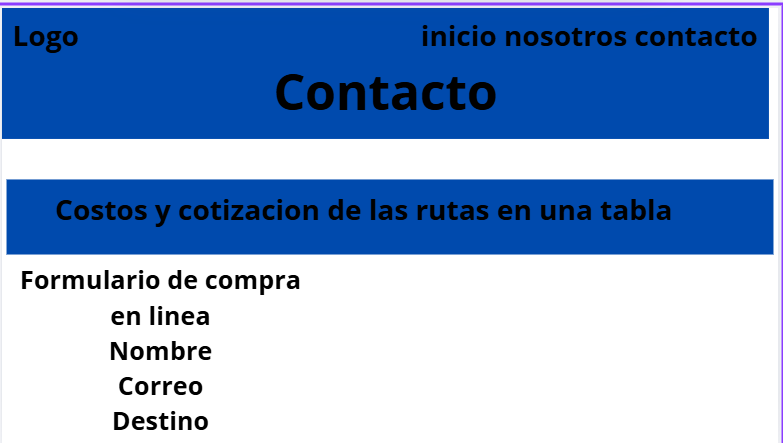 Logo
inicio nosotros contacto
Contacto
Costos y cotizacion de las rutas en una tabla
Formulario de compra
en linea
Nombre
Correo
Destino